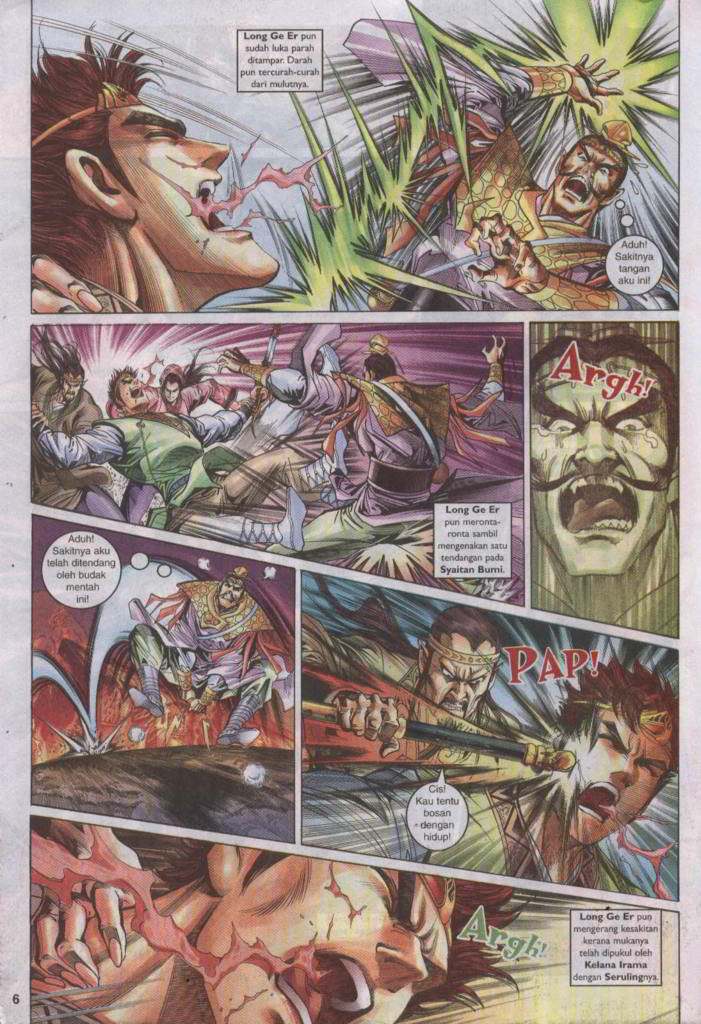 Long Ge Er pun
sudah luka parah
ditampar. Darah
pun tercurah-curah
dari mulutnya.
Aduh!
Sakitnya
tangan
aku ini!
Long Ge Er
pun meronta-
ronta sambil
mengenakan satu
tendangan pada
Syaitan Bumi.
Argh!
Aduh!
Sakitnya aku
telah ditendang
oleh budak
mentah
ini!
PAP!
Cis!
Kau tentu
bosan
dengan
hidup!
Argh!
Long Ge Er pun
mengerang kesakitan
kerana mukanya
telah dipukul oleh
Kelana Irama
dengan Serulingnya.
6